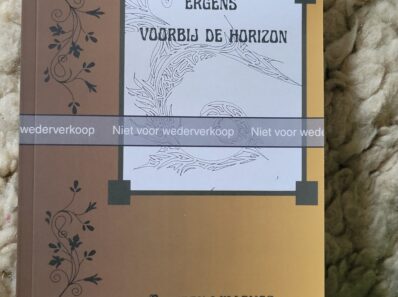 ERGENS
VOORBIJ DE HORIZON
wederverkoop Niet voor wederverkoop Niet voor wede